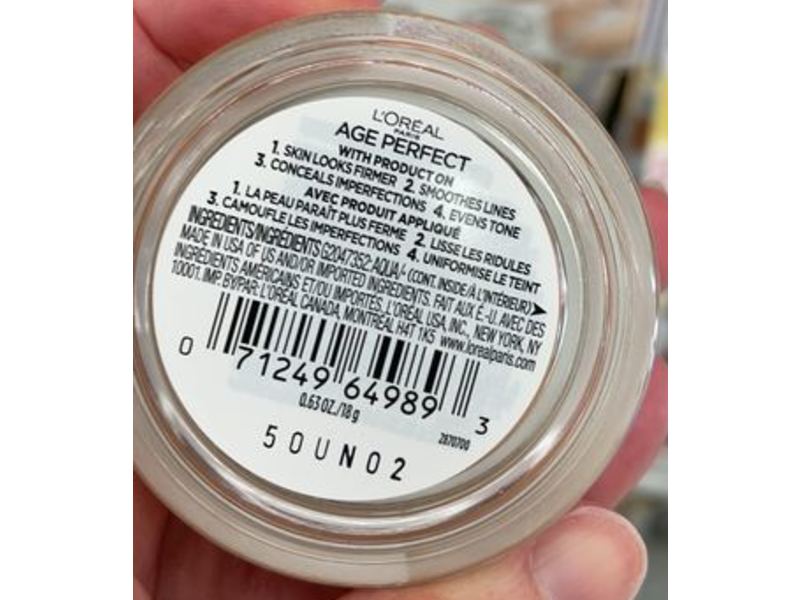 L'ORÉAL
PARIS
AGE PERFECT
WITH PRODUCT ON
1. SKIN LOOKS FIRMER 2. SMOOTHES LINES
3. CONCEALS IMPERFECTIONS 4. EVENS TONE
AVEC PRODUIT APPLIQUÉ
1. LA PEAU PARAÎT PLUS FERME 2. LISSE LES RIDULES
3. CAMOUFLE LES IMPERFECTIONS 4. UNIFORMISE LE TEINT
INGREDIENTS/INGRÉDIENTS G2047352: AQUA/- (CONT. INSIDE/À L'INTÉRIEUR)
MADE IN USA OF US AND/OR IMPORTED INGREDIENTS. FAIT AUX É.-U. AVEC DES
INGRÉDIENTS AMÉRICAINS ET/OU IMPORTÉS. L'ORÉAL USA, INC., NEW YORK, NY
10001. IMP. BY/PAR: L'ORÉAL CANADA, MONTRÉAL H4T 1K5 www.lorealparis.com
0 71249 64989 3
0.63 OZ./18 g
2670700
50UN02